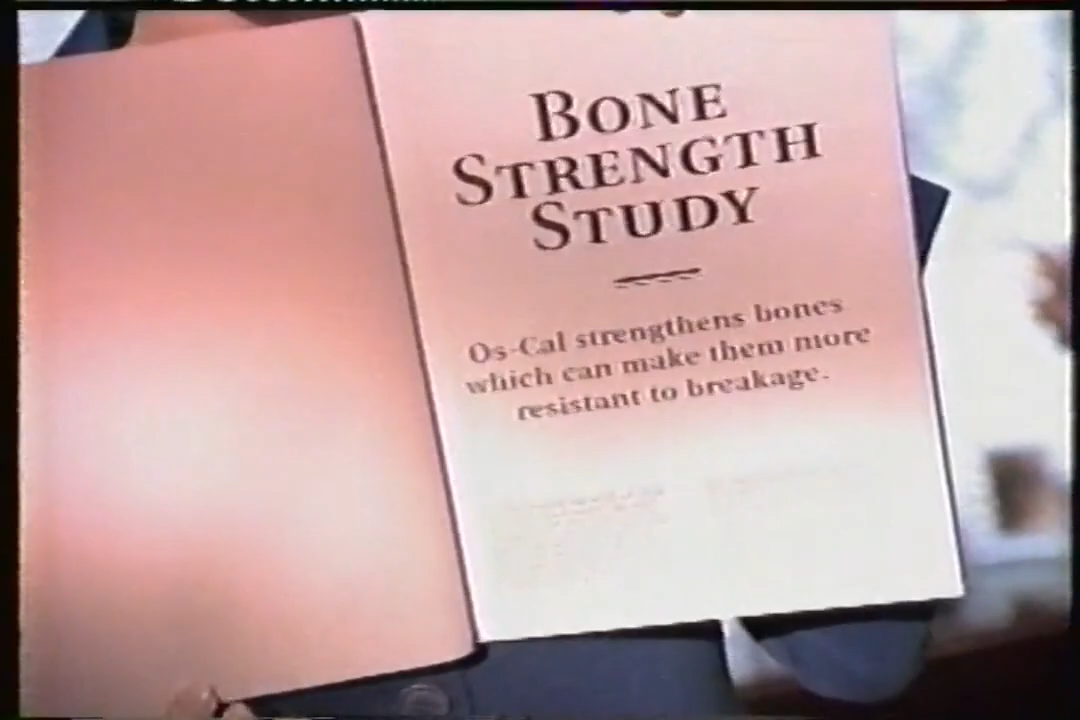 BONE
STRENGTH
STUDY
Os-Cal strengthens bones
which can make them more
resistant to breakage.